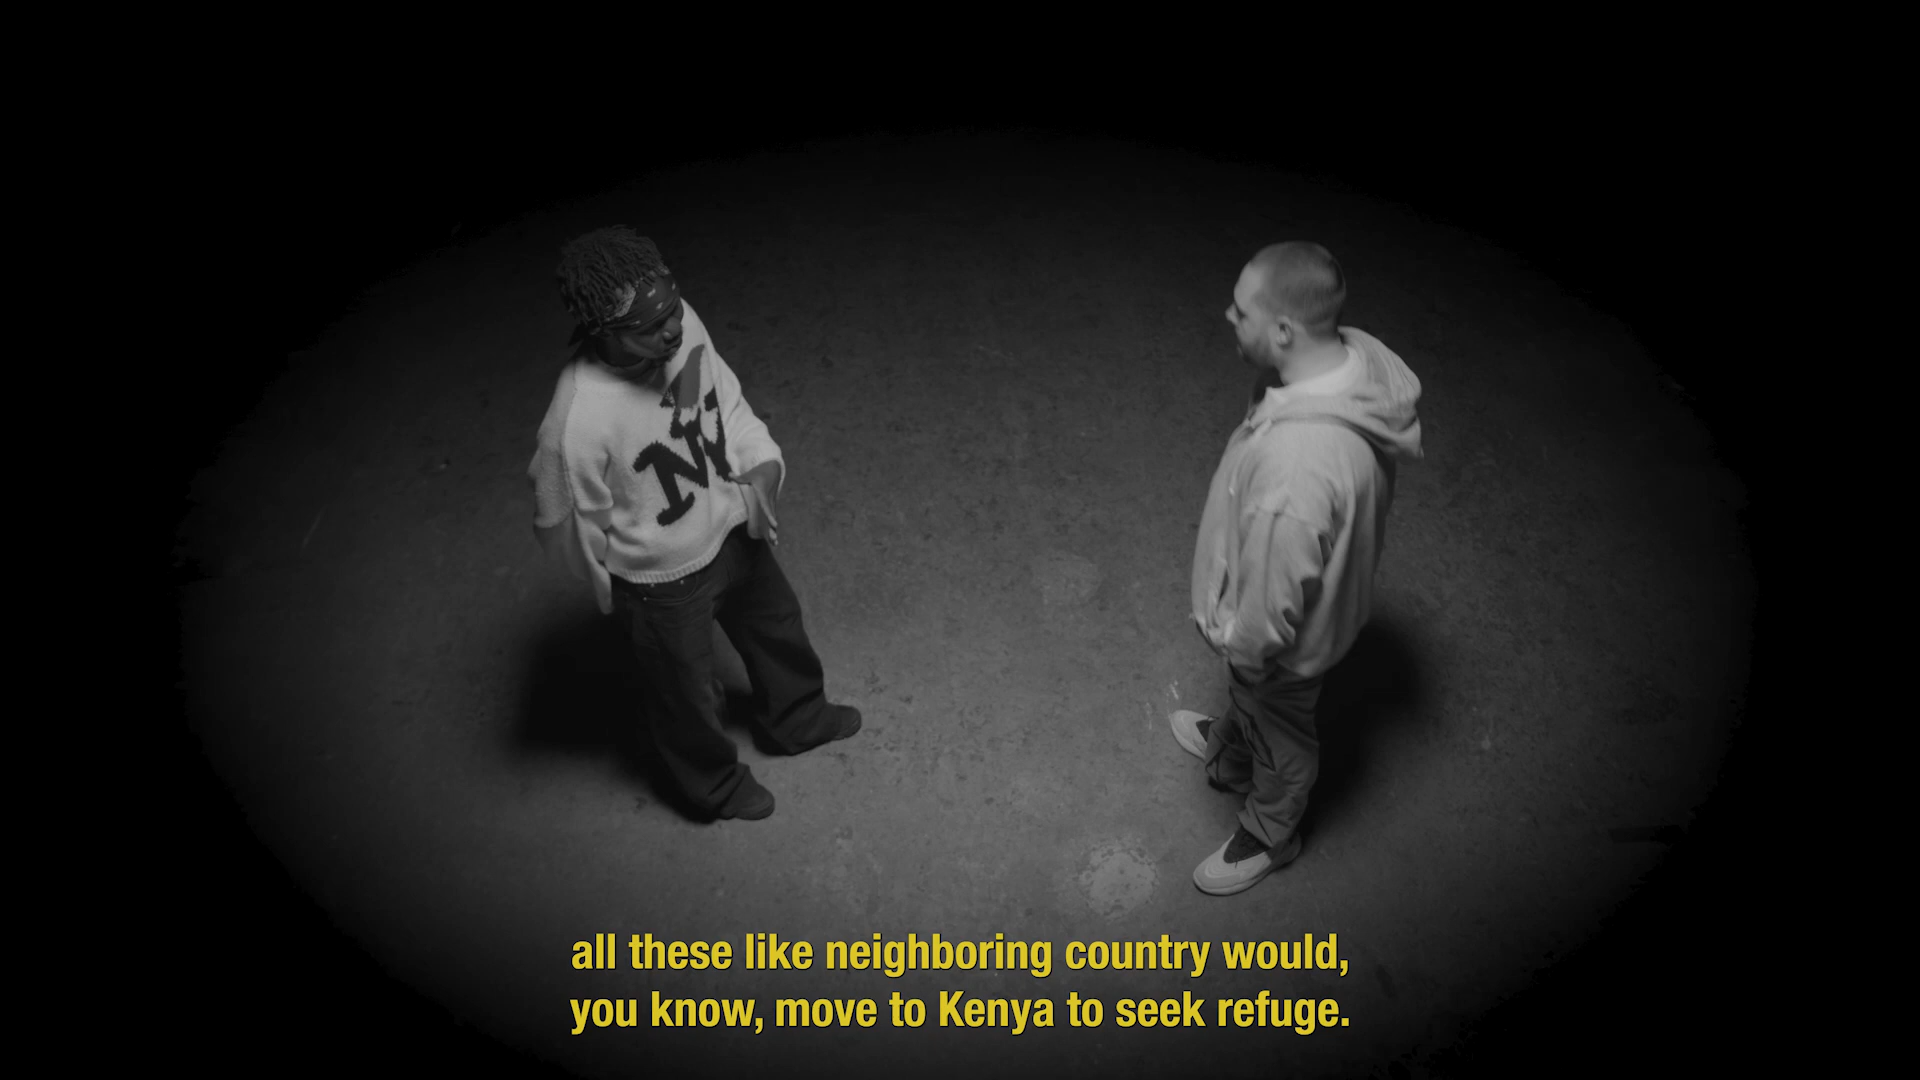 all these like neighboring country would,
you know, move to Kenya to seek refuge.